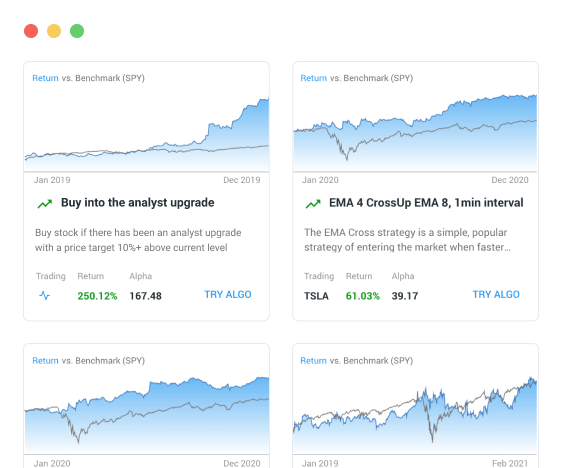 Return vs. Benchmark (SPY)
Jan 2019 Dec 2019
Buy into the analyst upgrade
Buy stock if there has been an analyst upgrade
with a price target 10%+ above current level
Trading Return Alpha
250.12% 167.48 TRY ALGO
Return vs. Benchmark (SPY)
Jan 2020 Dec 2020
EMA 4 CrossUp EMA 8, 1min interval
The EMA Cross strategy is a simple, popular
strategy of entering the market when faster...
Trading Return Alpha
TSLA 61.03% 39.17 TRY ALGO
Return vs. Benchmark (SPY)
Jan 2020 Dec 2020
Return vs. Benchmark (SPY)
Jan 2019 Feb 2021